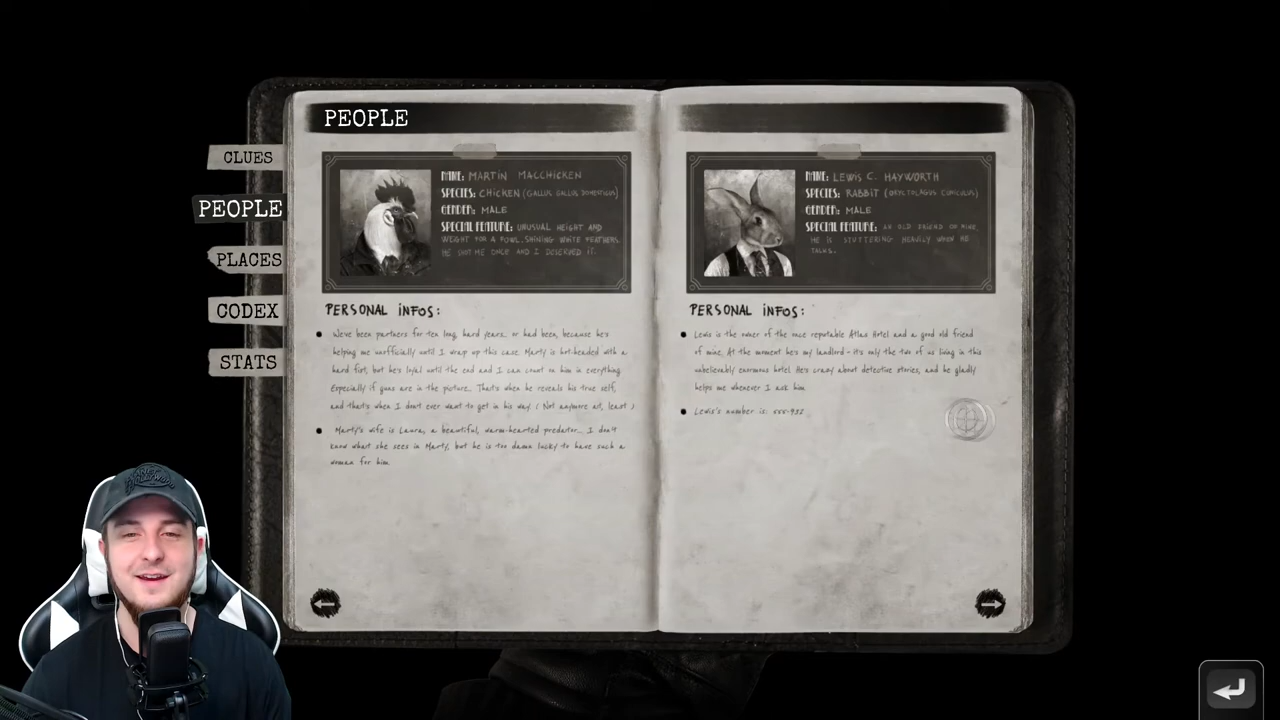 PEOPLE
CLUES
PEOPLE
PLACES
CODEX
STATS
NAME: MARTIN MACCHICKEN
SPECIES: CHICKEN (GALLUS GALLUS DOMESTICUS)
GENDER: MALE
SPECIAL FEATURE: UNUSUAL HEIGHT AND
WEIGHT FOR A FOWL. SHINING WHITE FEATHERS.
HE SHOT ME ONCE AND I DESERVED IT.
PERSONAL INFOS:
We've been partners for ten long, hard years... or had been, because he's
helping me unofficially until I wrap up this case. Marty is hot-headed with a
hard fist, but he's loyal until the end and I can count on him in everything.
Especially if guns are in the picture... That's when he reveals his true self,
and that's when I don't ever want to get in his way ( Not anymore at least )
Marty's wife is Laura, a beautiful, warm-hearted predator... I don't
know what she sees in Marty, but he is too damn lucky to have such a
woman for him.
NAME: LEWIS C. HAYWORTH
SPECIES: RABBIT (ORYCTOLAGUS CUNICULUS)
GENDER: MALE
SPECIAL FEATURE: AN OLD FRIEND OF MINE.
HE IS STUTTERING HEAVILY WHEN HE
TALKS.
PERSONAL INFOS:
Lewis is the owner of the once reputable Atlas Hotel and a good old friend
of mine. At the moment he's my landlord - it's only the two of us living in this
unbelievably enormous hotel. He's crazy about detective stories, and he gladly
helps me whenever I ask him.
Lewis's number is: 555-932